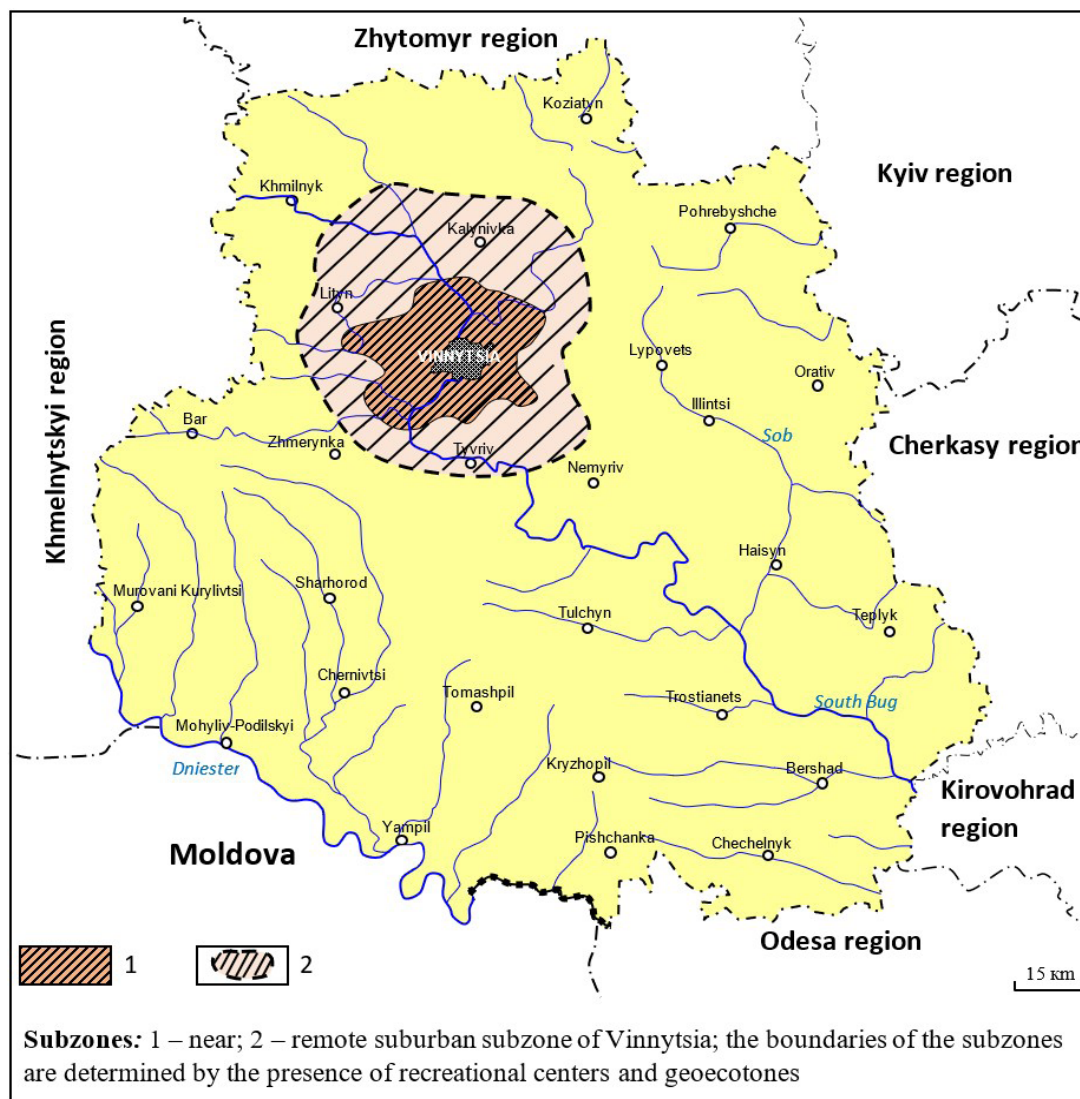 Zhytomyr region
Koziatyn
Kyiv region
Khmilnyk
Pohrebyshche
Kalynivka
Lityn
Khmelnytskyi region
VINNYTSIA
Lypovets
Orativ
Illintsi
Bar
Sob
Cherkasy region
Zhmerynka
Tyvriv
Nemyriv
Haisyn
Murovani Kurylivtsi
Sharhorod
Tulchyn
Teplyk
Chernivtsi
Tomashpil
Trostianets
South Bug
Mohyliv-Podilskyi
Dniester
Kryzhopil
Bershad
Kirovohrad
region
Yampil
Moldova
Pishchanka
Chechelnyk
Odesa region
1
2
15 км
Subzones: 1 – near; 2 – remote suburban subzone of Vinnytsia; the boundaries of the subzones
are determined by the presence of recreational centers and geoecotones